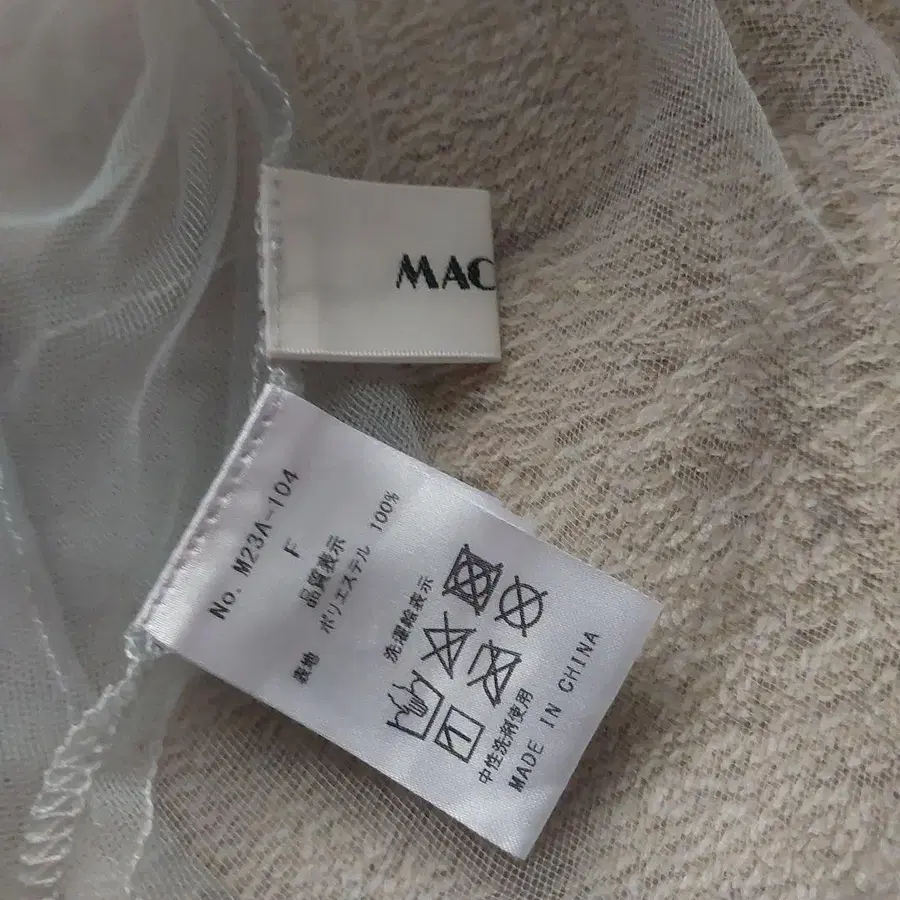 MAC
No. M23A-104
F
品質表示
表地 ポリエステル 100%
洗濯絵表示
中性洗剤使用
MADE IN CHINA